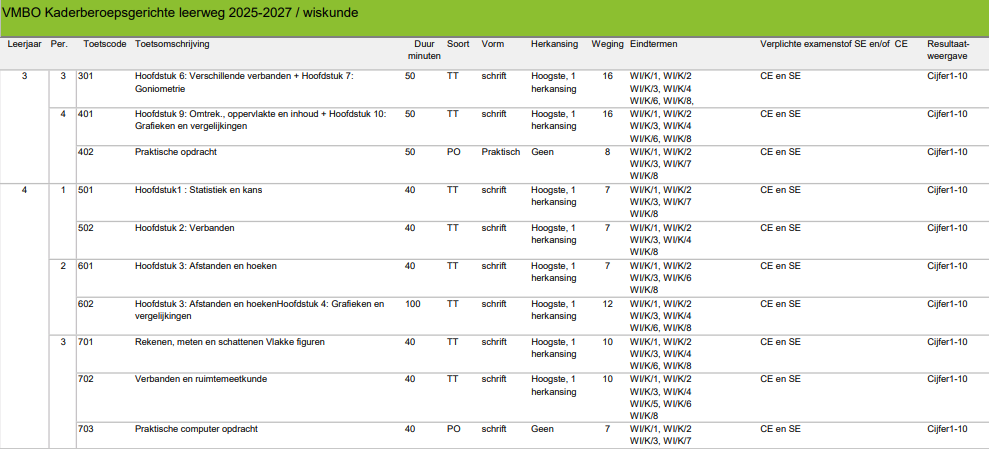 VMBO Kaderberoepsgerichte leerweg 2025-2027 / wiskunde
Leerjaar Per. Toetscode Toetsomschrijving Duur minuten Soort Vorm Herkansing Weging Eindtermen Verplichte examenstof SE en/of CE Resultaat-weergave
3 3 301 Hoofdstuk 6: Verschillende verbanden + Hoofdstuk 7: 50 TT schrift Hoogste, 1 16 WI/K/1, WI/K/2 CE en SE Cijfer1-10
Goniometrie herkansing WI/K/3, WI/K/4
WI/K/6, WI/K/8,
4 401 Hoofdstuk 9: Omtrek., oppervlakte en inhoud + Hoofdstuk 10: 50 TT schrift Hoogste, 1 16 WI/K/1, WI/K/2 CE en SE Cijfer1-10
Grafieken en vergelijkingen herkansing WI/K/3, WI/K/4
WI/K/6, WI/K/8
402 Praktische opdracht 50 PO Praktisch Geen 8 WI/K/1, WI/K/2 CE en SE Cijfer1-10
WI/K/3, WI/K/7
WI/K/8
4 1 501 Hoofdstuk1 : Statistiek en kans 40 TT schrift Hoogste, 1 7 WI/K/1, WI/K/2 CE en SE Cijfer1-10
herkansing WI/K/3, WI/K/7
WI/K/8
502 Hoofdstuk 2: Verbanden 40 TT schrift Hoogste, 1 7 WI/K/1, WI/K/2 CE en SE Cijfer1-10
herkansing WI/K/3, WI/K/4
WI/K/8
2 601 Hoofdstuk 3: Afstanden en hoeken 40 TT schrift Hoogste, 1 7 WI/K/1, WI/K/2 CE en SE Cijfer1-10
herkansing WI/K/3, WI/K/6
WI/K/8
602 Hoofdstuk 3: Afstanden en hoekenHoofdstuk 4: Grafieken en 100 TT schrift Hoogste, 1 12 WI/K/1, WI/K/2 CE en SE Cijfer1-10
vergelijkingen herkansing WI/K/3, WI/K/4
WI/K/6, WI/K/8
3 701 Rekenen, meten en schattenen Vlakke figuren 40 TT schrift Hoogste, 1 10 WI/K/1, WI/K/2 CE en SE Cijfer1-10
herkansing WI/K/3, WI/K/4
WI/K/6, WI/K/8
702 Verbanden en ruimtemeetkunde 40 TT schrift Hoogste, 1 10 WI/K/1, WI/K/2 CE en SE Cijfer1-10
herkansing WI/K/3, WI/K/4
WI/K/5, WI/K/6
WI/K/8
703 Praktische computer opdracht 40 PO schrift Geen 7 WI/K/1, WI/K/2 CE en SE Cijfer1-10
WI/K/3, WI/K/7